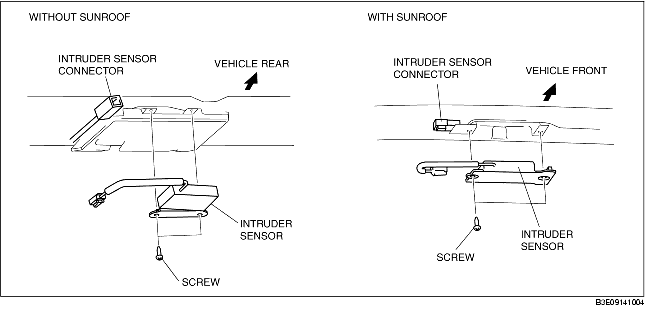 WITHOUT SUNROOF
INTRUDER SENSOR
CONNECTOR
VEHICLE REAR
INTRUDER
SENSOR
SCREW
WITH SUNROOF
INTRUDER SENSOR
CONNECTOR
VEHICLE FRONT
INTRUDER
SENSOR
SCREW
B3E09141004